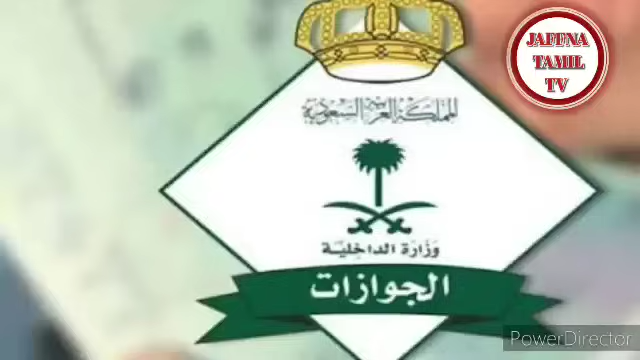 JAFFNA
TAMIL
TV
المملكة العربية السعودية
وزارة الداخلية
الجوازات
PowerDirector